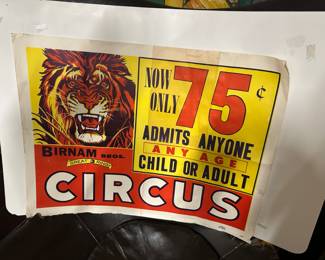 NOW
ONLY
75¢
ADMITS ANYONE
ANY AGE
CHILD OR ADULT
BIRNAM BROS.
CIRCUS